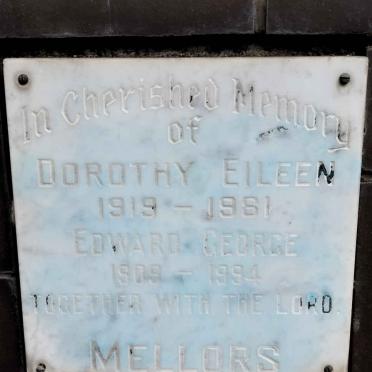 In Cherished Memory
of
DOROTHY EILEEN
1919 – 1981
EDWARD GEORGE
1909 – 1994
TOGETHER WITH THE LORD.
MELLORS